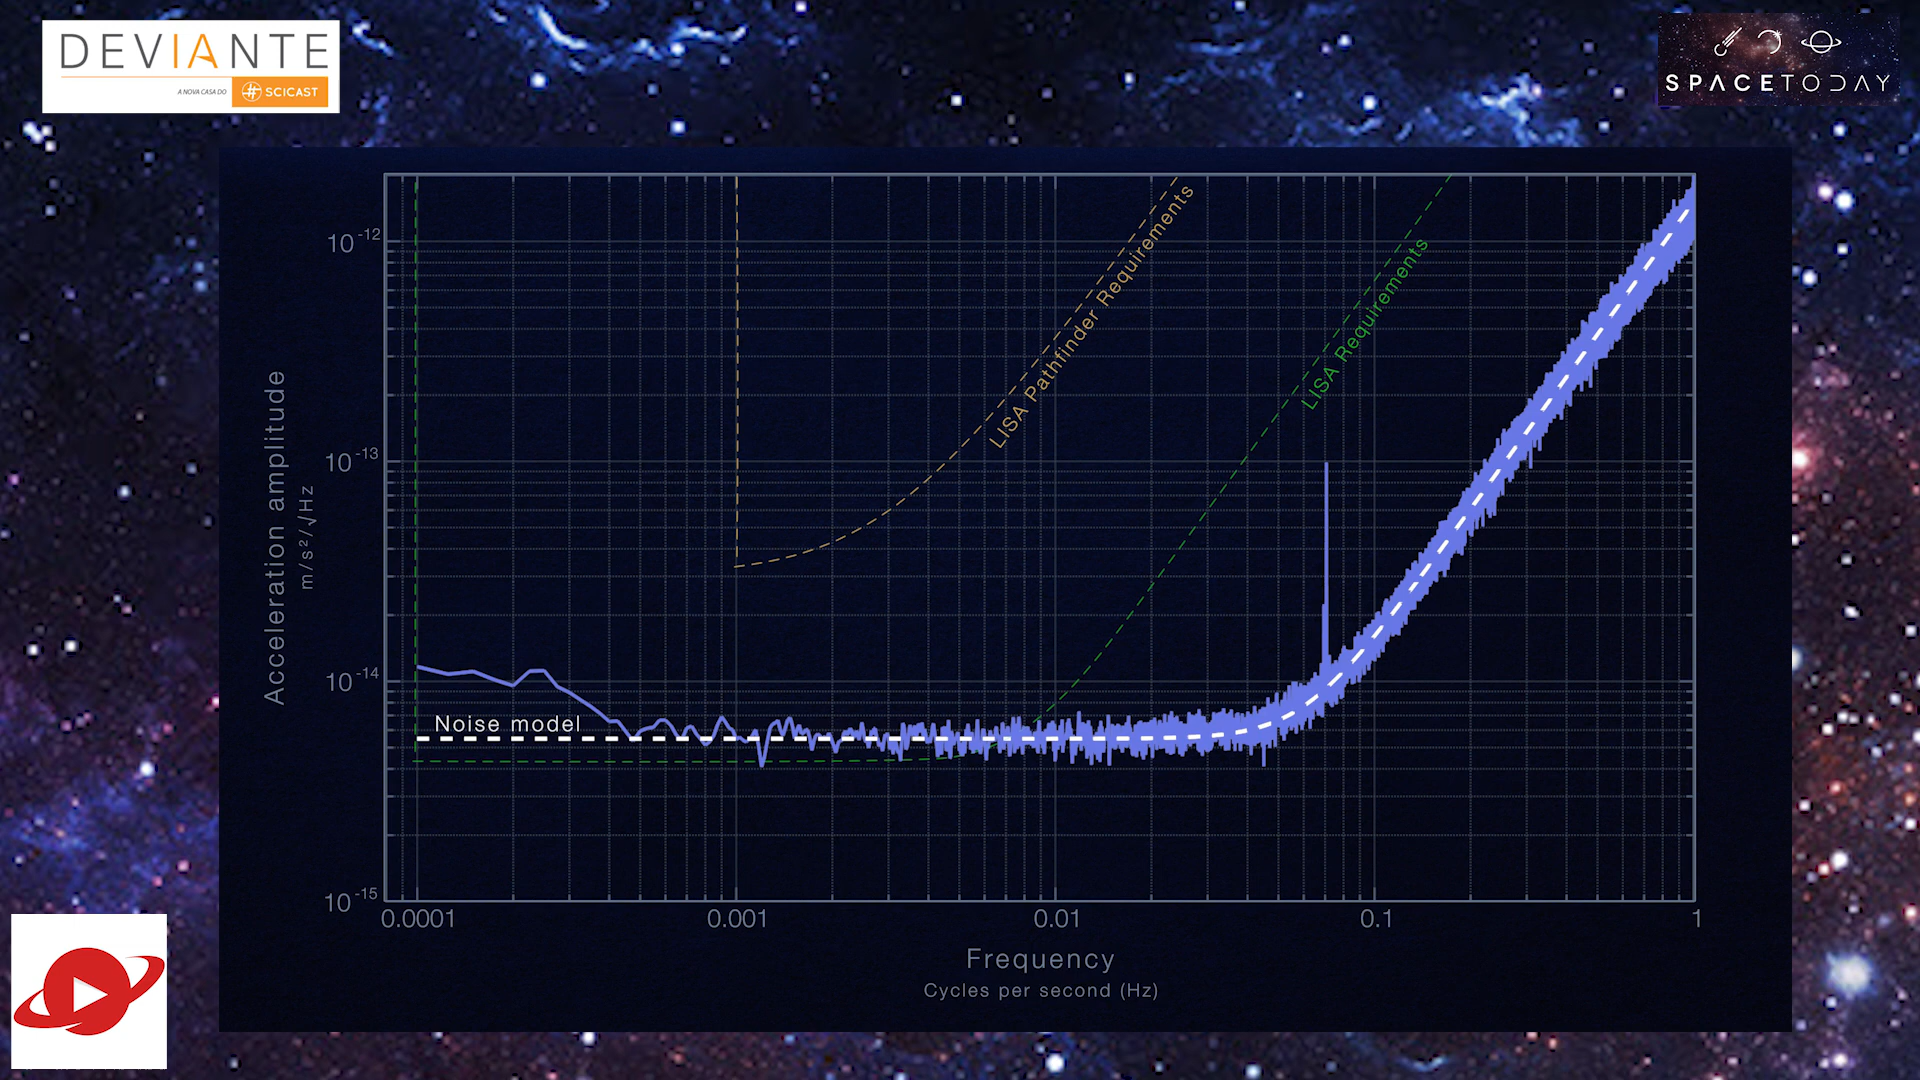 DEVIANTE
A NOVA CASA DO
SCICAST
SPACETODAY
LISA Pathfinder Requirements
LISA Requirements
Noise model
10-12
10-13
10-14
10-15
Acceleration amplitude
m/s²/√Hz
0.0001 0.001 0.01 0.1 1
Frequency
Cycles per second (Hz)